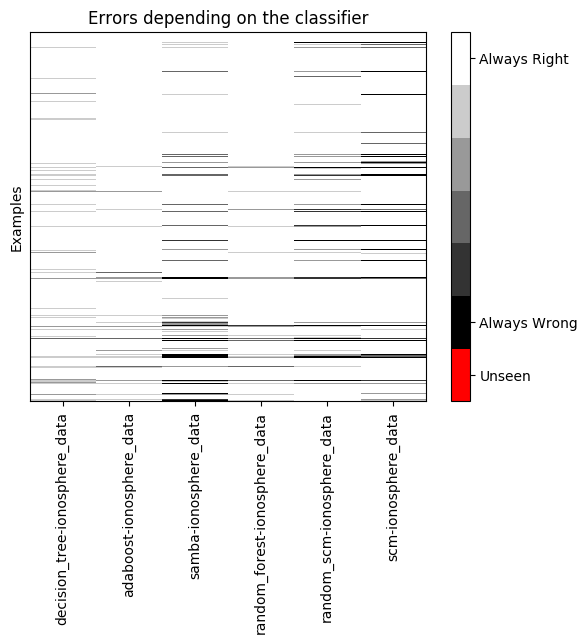 Errors depending on the classifier
Always Right
Examples
Always Wrong
Unseen
decision_tree-ionosphere_data
adaboost-ionosphere_data
samba-ionosphere_data
random_forest-ionosphere_data
random_scm-ionosphere_data
scm-ionosphere_data